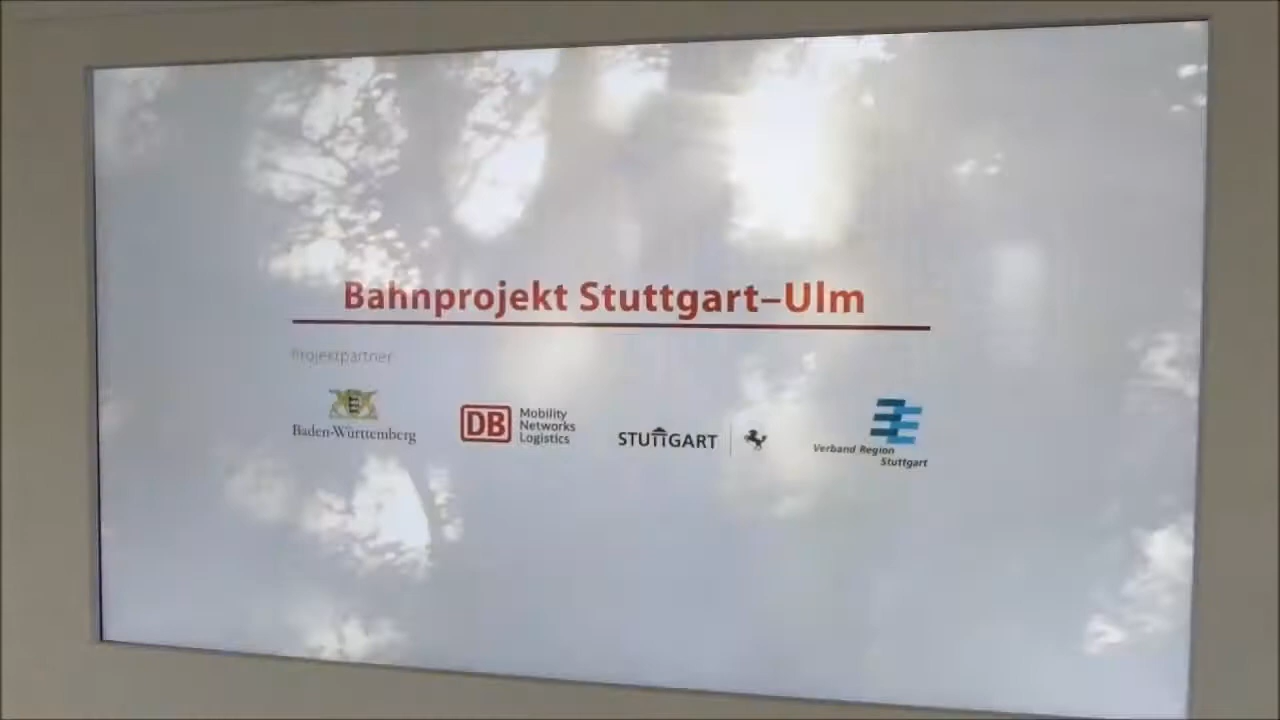 Bahnprojekt Stuttgart–Ulm
Projektpartner
Baden-Württemberg
DB
Mobility
Networks
Logistics
STUTTGART
Verband Region
Stuttgart